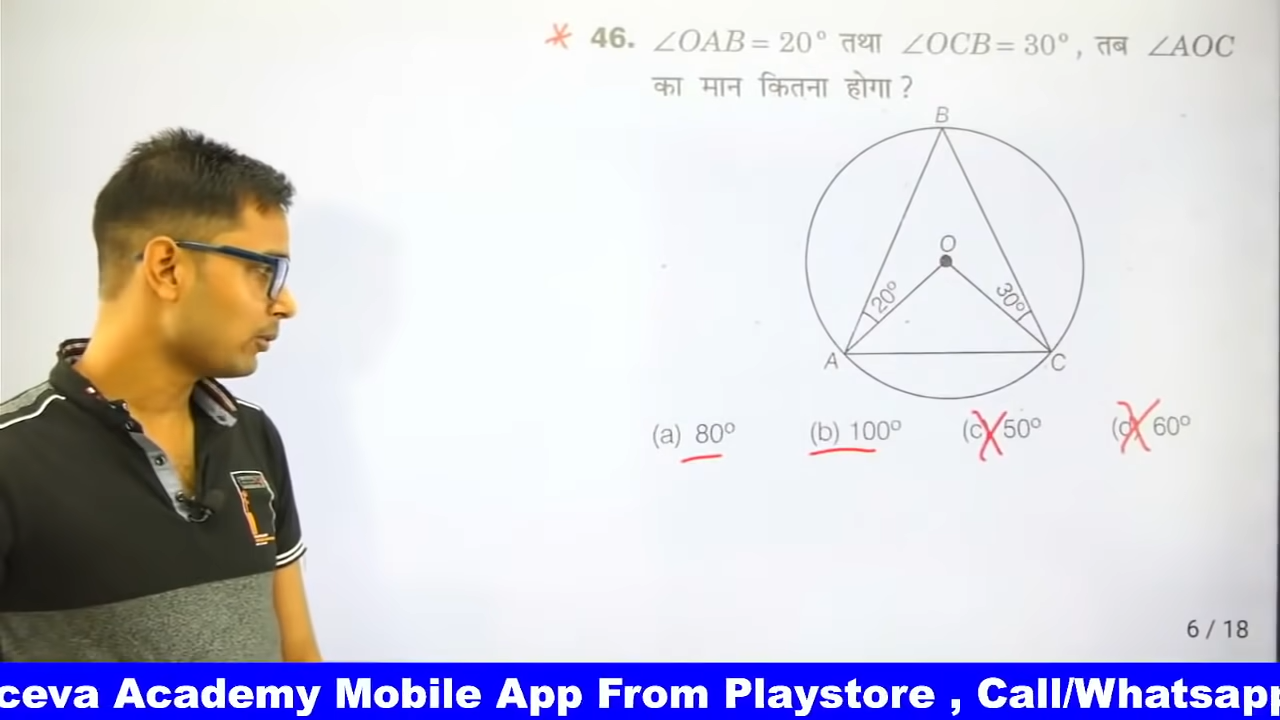 46. ∠OAB = 20° तथा ∠OCB = 30°, तब ∠AOC
का मान कितना होगा ?
B
O
20°
30°
A
C
(a) 80° (b) 100° (c) 50° (d) 60°
6 / 18
ceva Academy Mobile App From Playstore , Call/Whatsapp